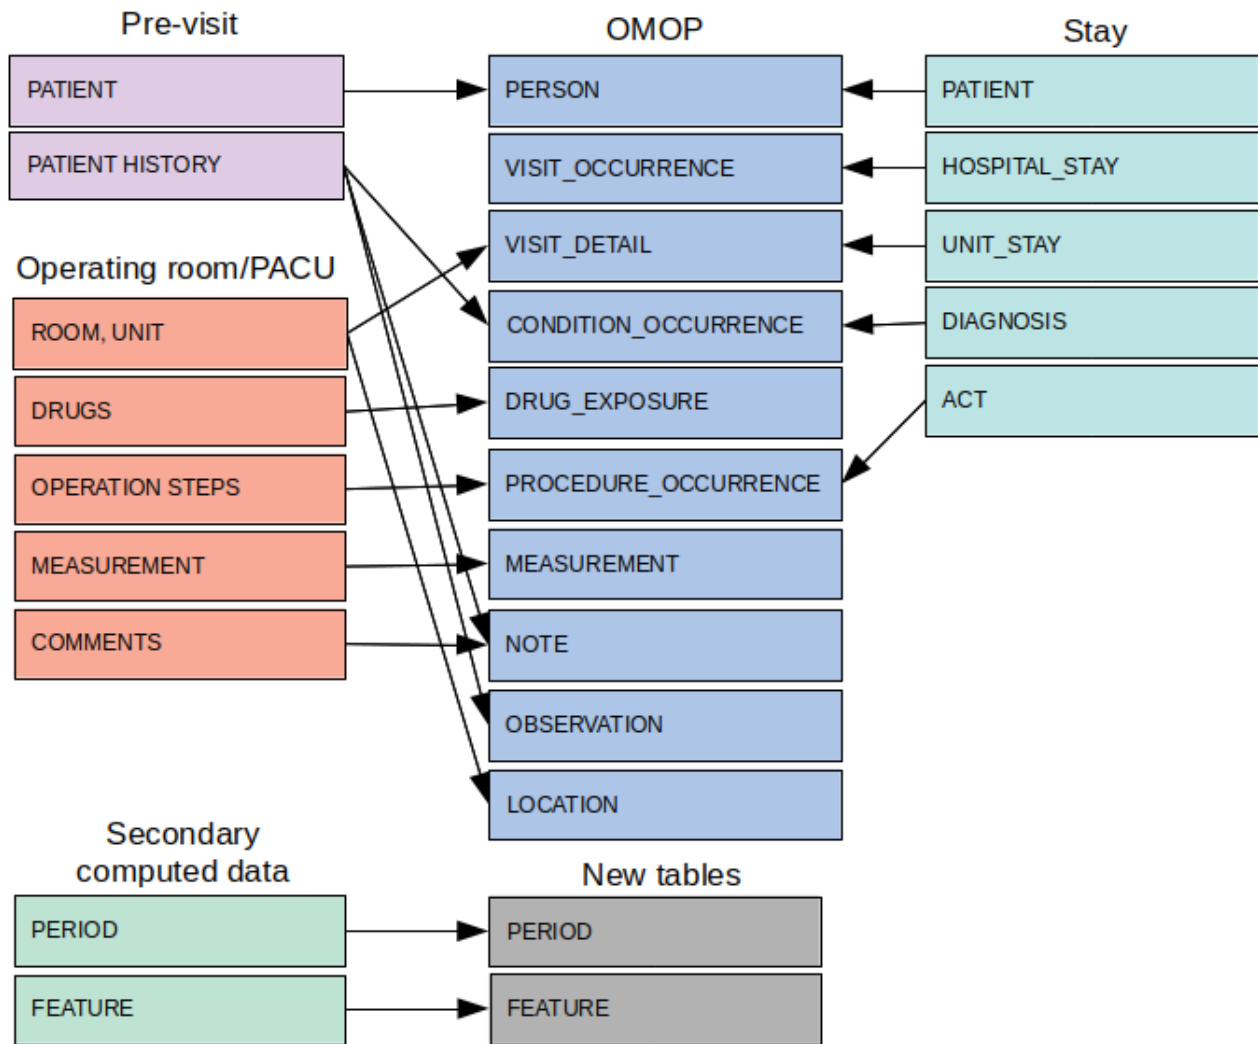 Pre-visit
PATIENT
PATIENT HISTORY
Operating room/PACU
ROOM, UNIT
DRUGS
OPERATION STEPS
MEASUREMENT
COMMENTS
Secondary
computed data
PERIOD
FEATURE
OMOP
PERSON
VISIT_OCCURRENCE
VISIT_DETAIL
CONDITION_OCCURRENCE
DRUG_EXPOSURE
PROCEDURE_OCCURRENCE
MEASUREMENT
NOTE
OBSERVATION
LOCATION
New tables
PERIOD
FEATURE
Stay
PATIENT
HOSPITAL_STAY
UNIT_STAY
DIAGNOSIS
ACT